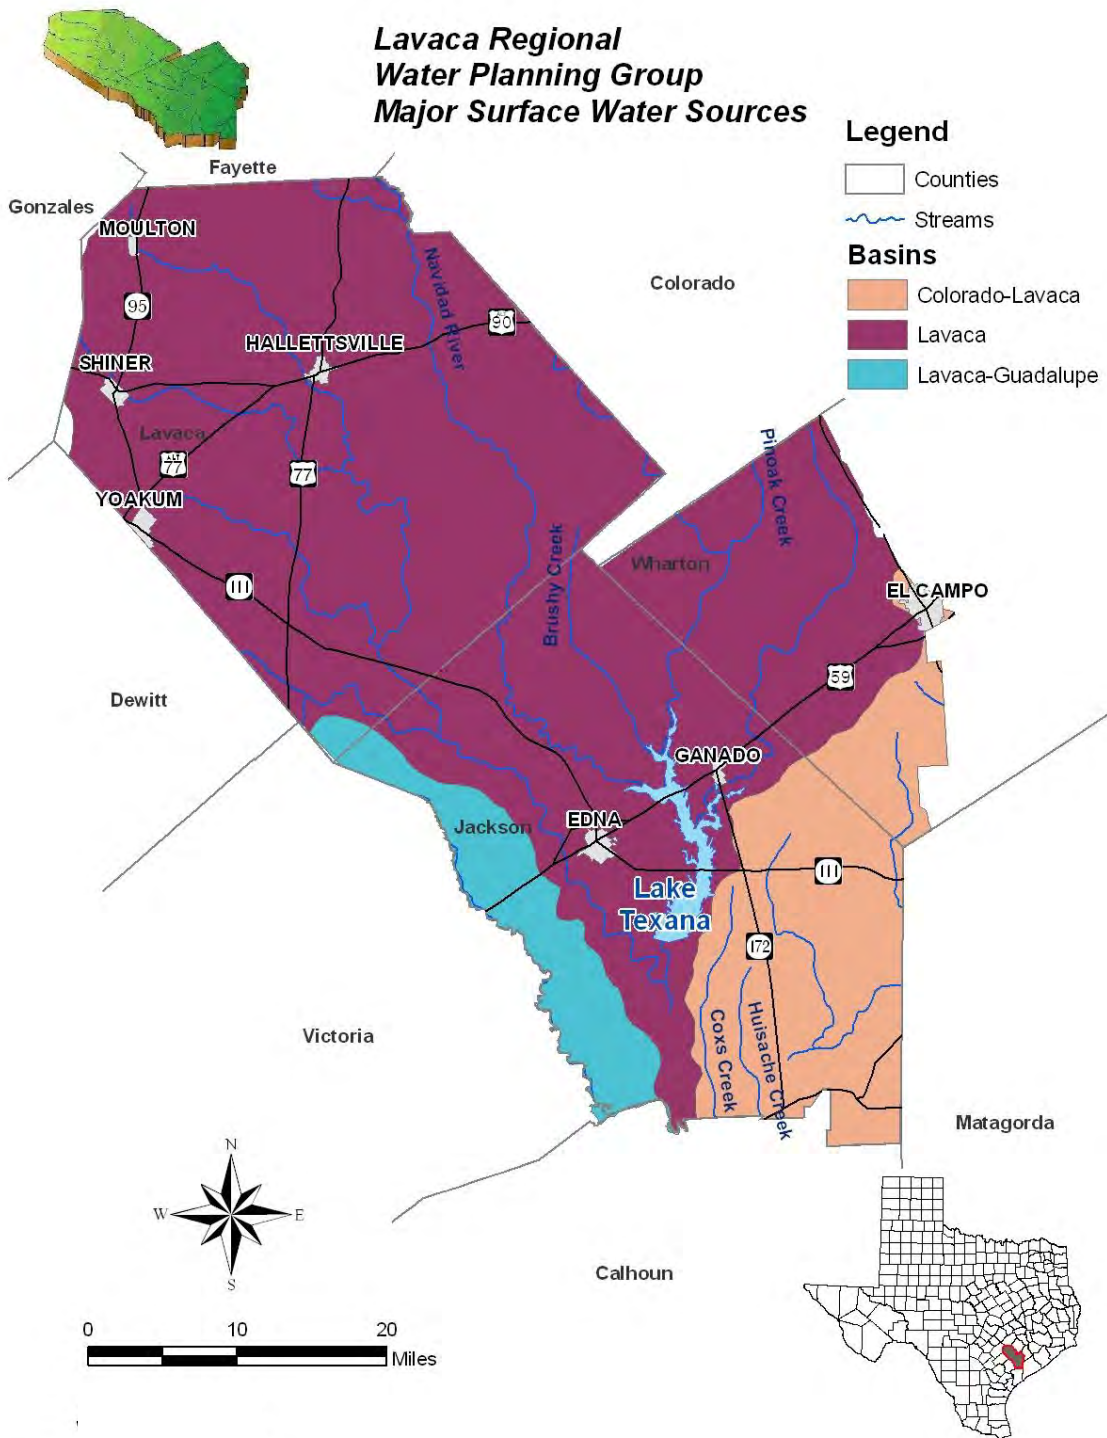 Lavaca Regional
Water Planning Group
Major Surface Water Sources
Legend
Counties
Streams
Basins
Colorado-Lavaca
Lavaca
Lavaca-Guadalupe
Fayette
Gonzales
MOULTON
Colorado
Navidad River
95
90
HALLETTSVILLE
SHINER
Lavaca
ALT
77
77
Pinoak Creek
YOAKUM
Brushy Creek
Wharton
111
EL CAMPO
59
Dewitt
GANADO
EDNA
Jackson
111
Lake
Texana
172
Coxs Creek
Huisache Creek
Victoria
Matagorda
N
W
E
S
Calhoun
0
10
20
Miles